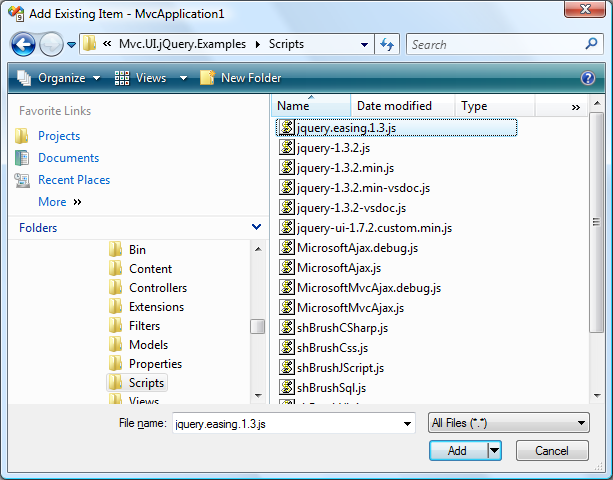 Add Existing Item - MvcApplication1
« Mvc.UI.jQuery.Examples Scripts
Search
Organize Views New Folder
Favorite Links
Projects
Documents
Recent Places
More »
Folders
Bin
Content
Controllers
Extensions
Filters
Models
Properties
Scripts
Views
Name Date modified Type »
jquery.easing.1.3.js
jquery-1.3.2.js
jquery-1.3.2.min.js
jquery-1.3.2.min-vsdoc.js
jquery-1.3.2-vsdoc.js
jquery-ui-1.7.2.custom.min.js
MicrosoftAjax.debug.js
MicrosoftAjax.js
MicrosoftMvcAjax.debug.js
MicrosoftMvcAjax.js
shBrushCSharp.js
shBrushCss.js
shBrushJScript.js
shBrushSql.js
File name: jquery.easing.1.3.js
All Files (*.*)
Add Cancel